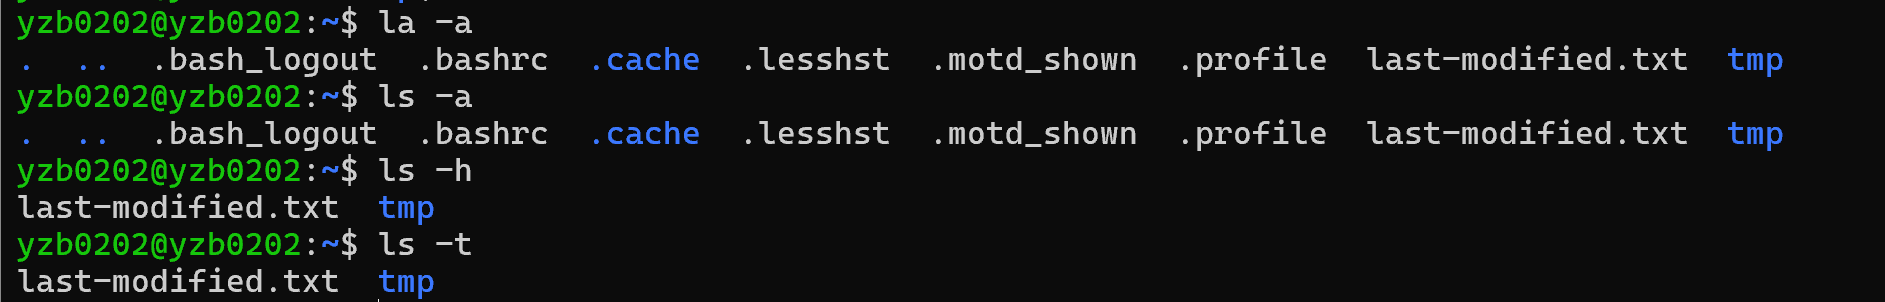 yzb0202@yzb0202:~$ la -a
.  ..  .bash_logout  .bashrc  .cache  .lesshst  .motd_shown  .profile  last-modified.txt  tmp
yzb0202@yzb0202:~$ ls -a
.  ..  .bash_logout  .bashrc  .cache  .lesshst  .motd_shown  .profile  last-modified.txt  tmp
yzb0202@yzb0202:~$ ls -h
last-modified.txt  tmp
yzb0202@yzb0202:~$ ls -t
last-modified.txt  tmp